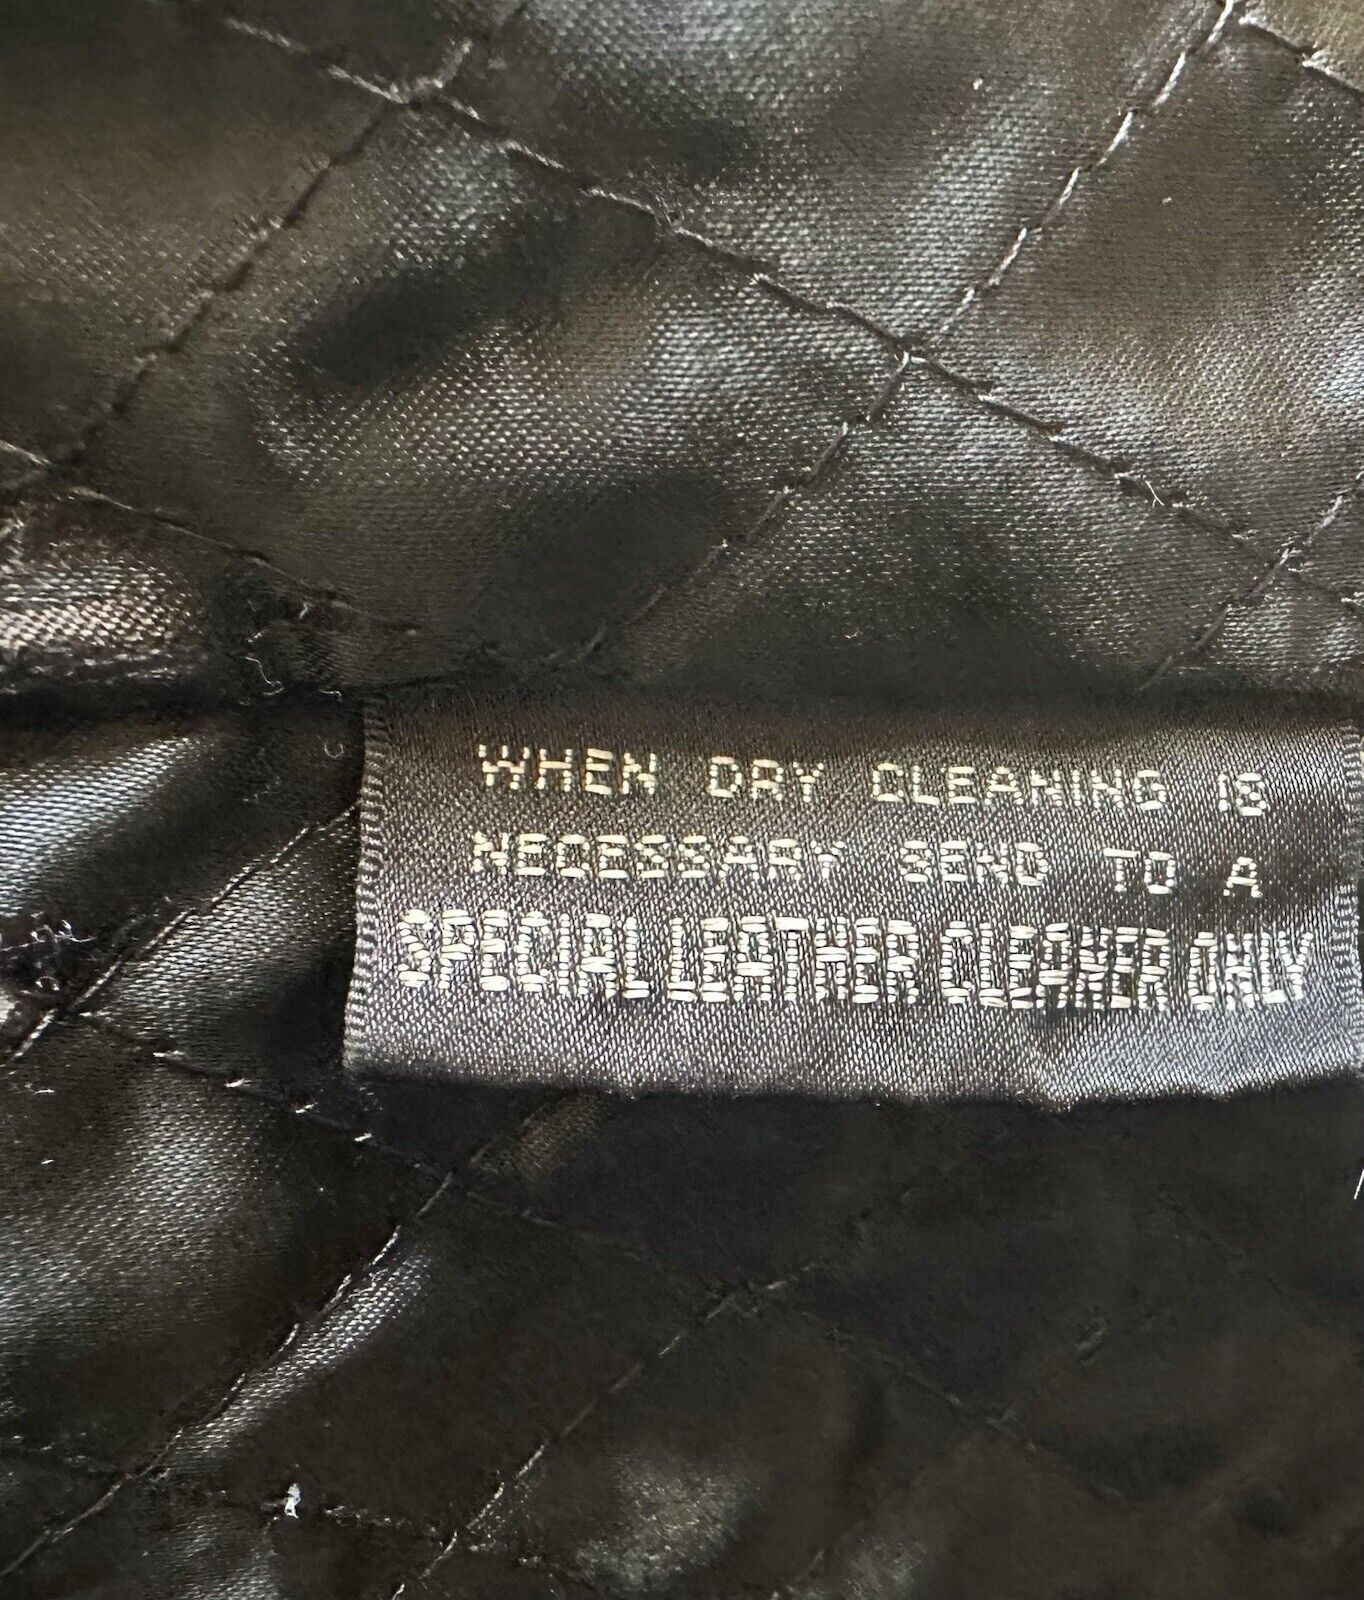 WHEN DRY CLEANING IS
NECESSARY SEND TO A
SPECIAL LEATHER CLEANER ONLY